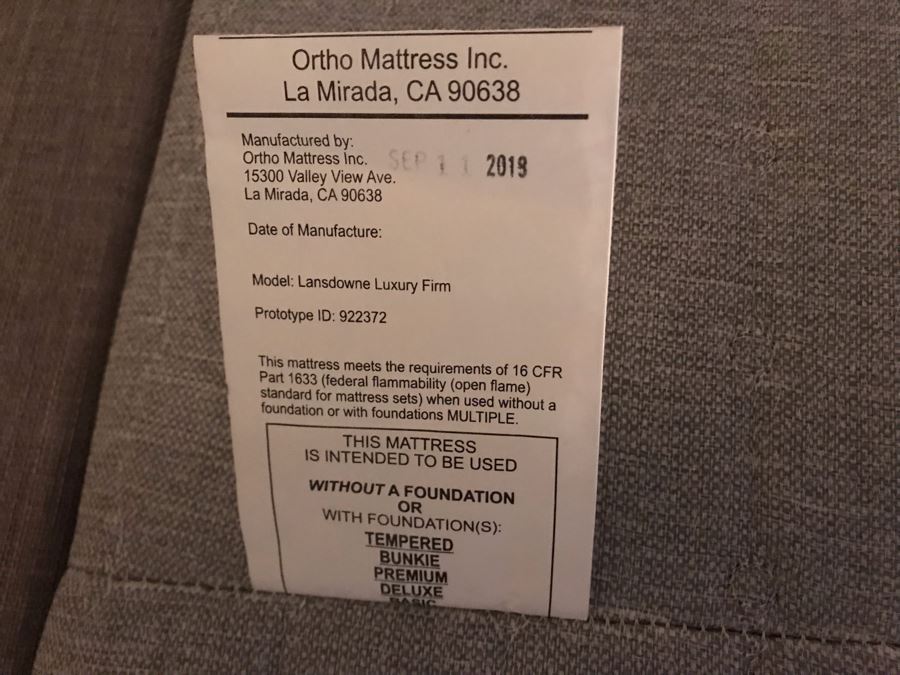 Ortho Mattress Inc.
La Mirada, CA 90638
Manufactured by:
Ortho Mattress Inc.
SEP 11 2019
15300 Valley View Ave.
La Mirada, CA 90638
Date of Manufacture:
Model: Lansdowne Luxury Firm
Prototype ID: 922372
This mattress meets the requirements of 16 CFR
Part 1633 (federal flammability (open flame)
standard for mattress sets) when used without a
foundation or with foundations MULTIPLE.
THIS MATTRESS
IS INTENDED TO BE USED
WITHOUT A FOUNDATION
OR
WITH FOUNDATION(S):
TEMPERED
BUNKIE
PREMIUM
DELUXE
BASIC